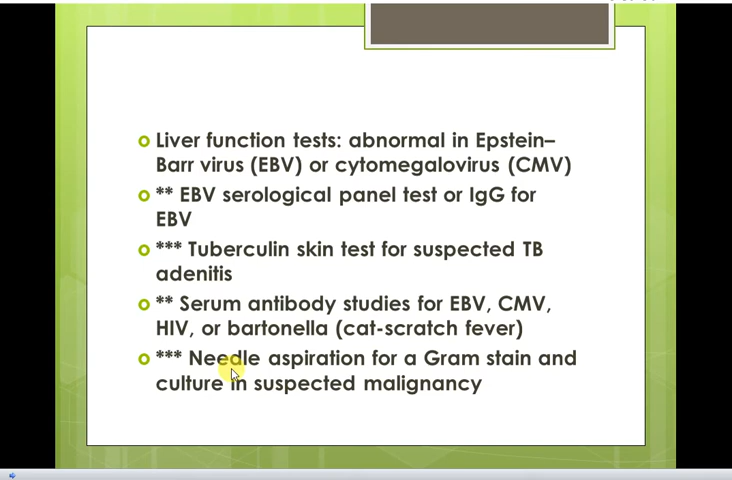 Liver function tests: abnormal in Epstein–
Barr virus (EBV) or cytomegalovirus (CMV)
** EBV serological panel test or IgG for
EBV
*** Tuberculin skin test for suspected TB
adenitis
** Serum antibody studies for EBV, CMV,
HIV, or bartonella (cat-scratch fever)
*** Needle aspiration for a Gram stain and
culture in suspected malignancy